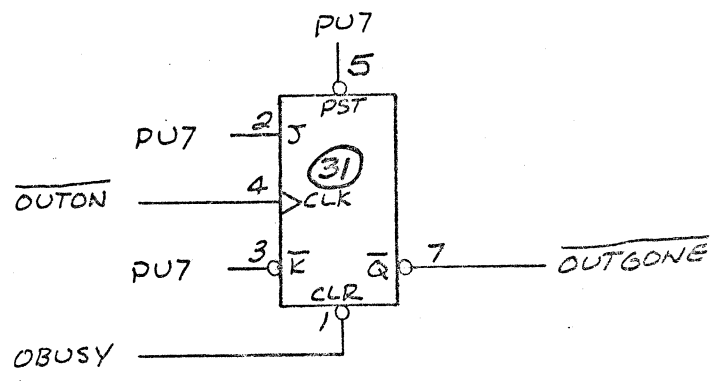 PU7
5
PST
PU7 2 J
31
OUTON 4 CLK
PU7 3 K Q 7 OUTGONE
CLR
1
OBUSY